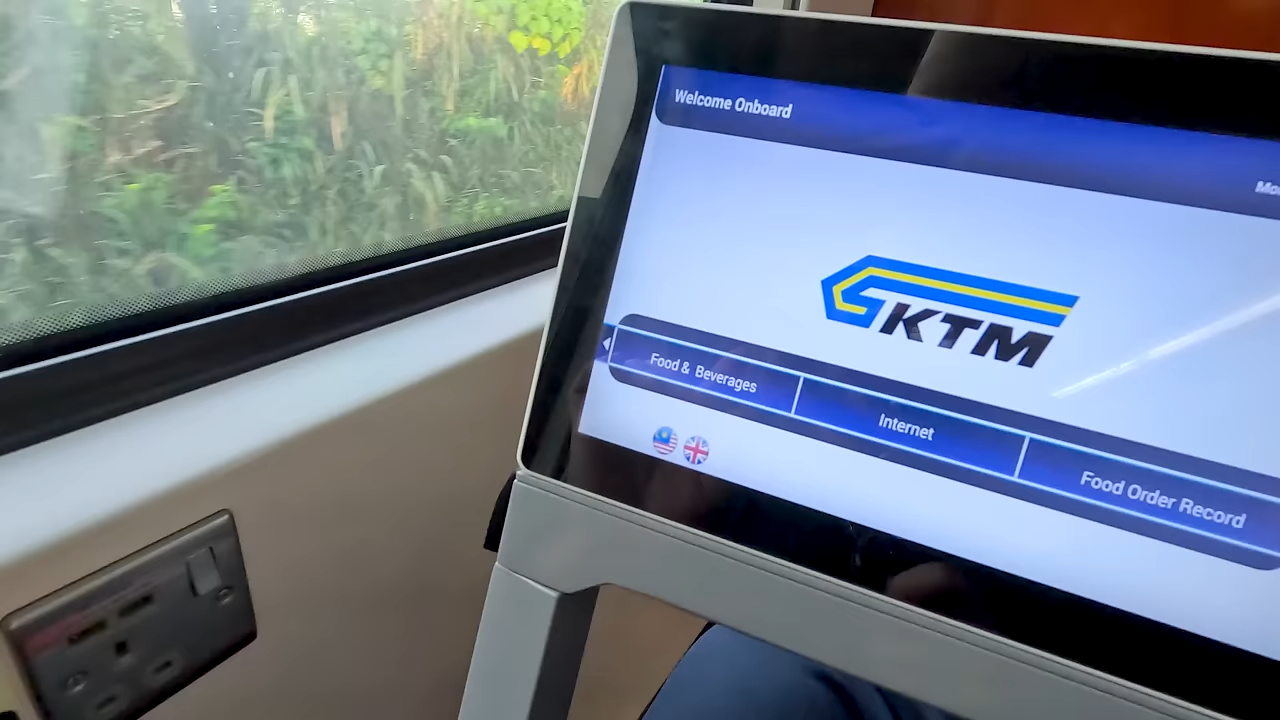 Welcome Onboard
KTM
Food & Beverages
Internet
Food Order Record